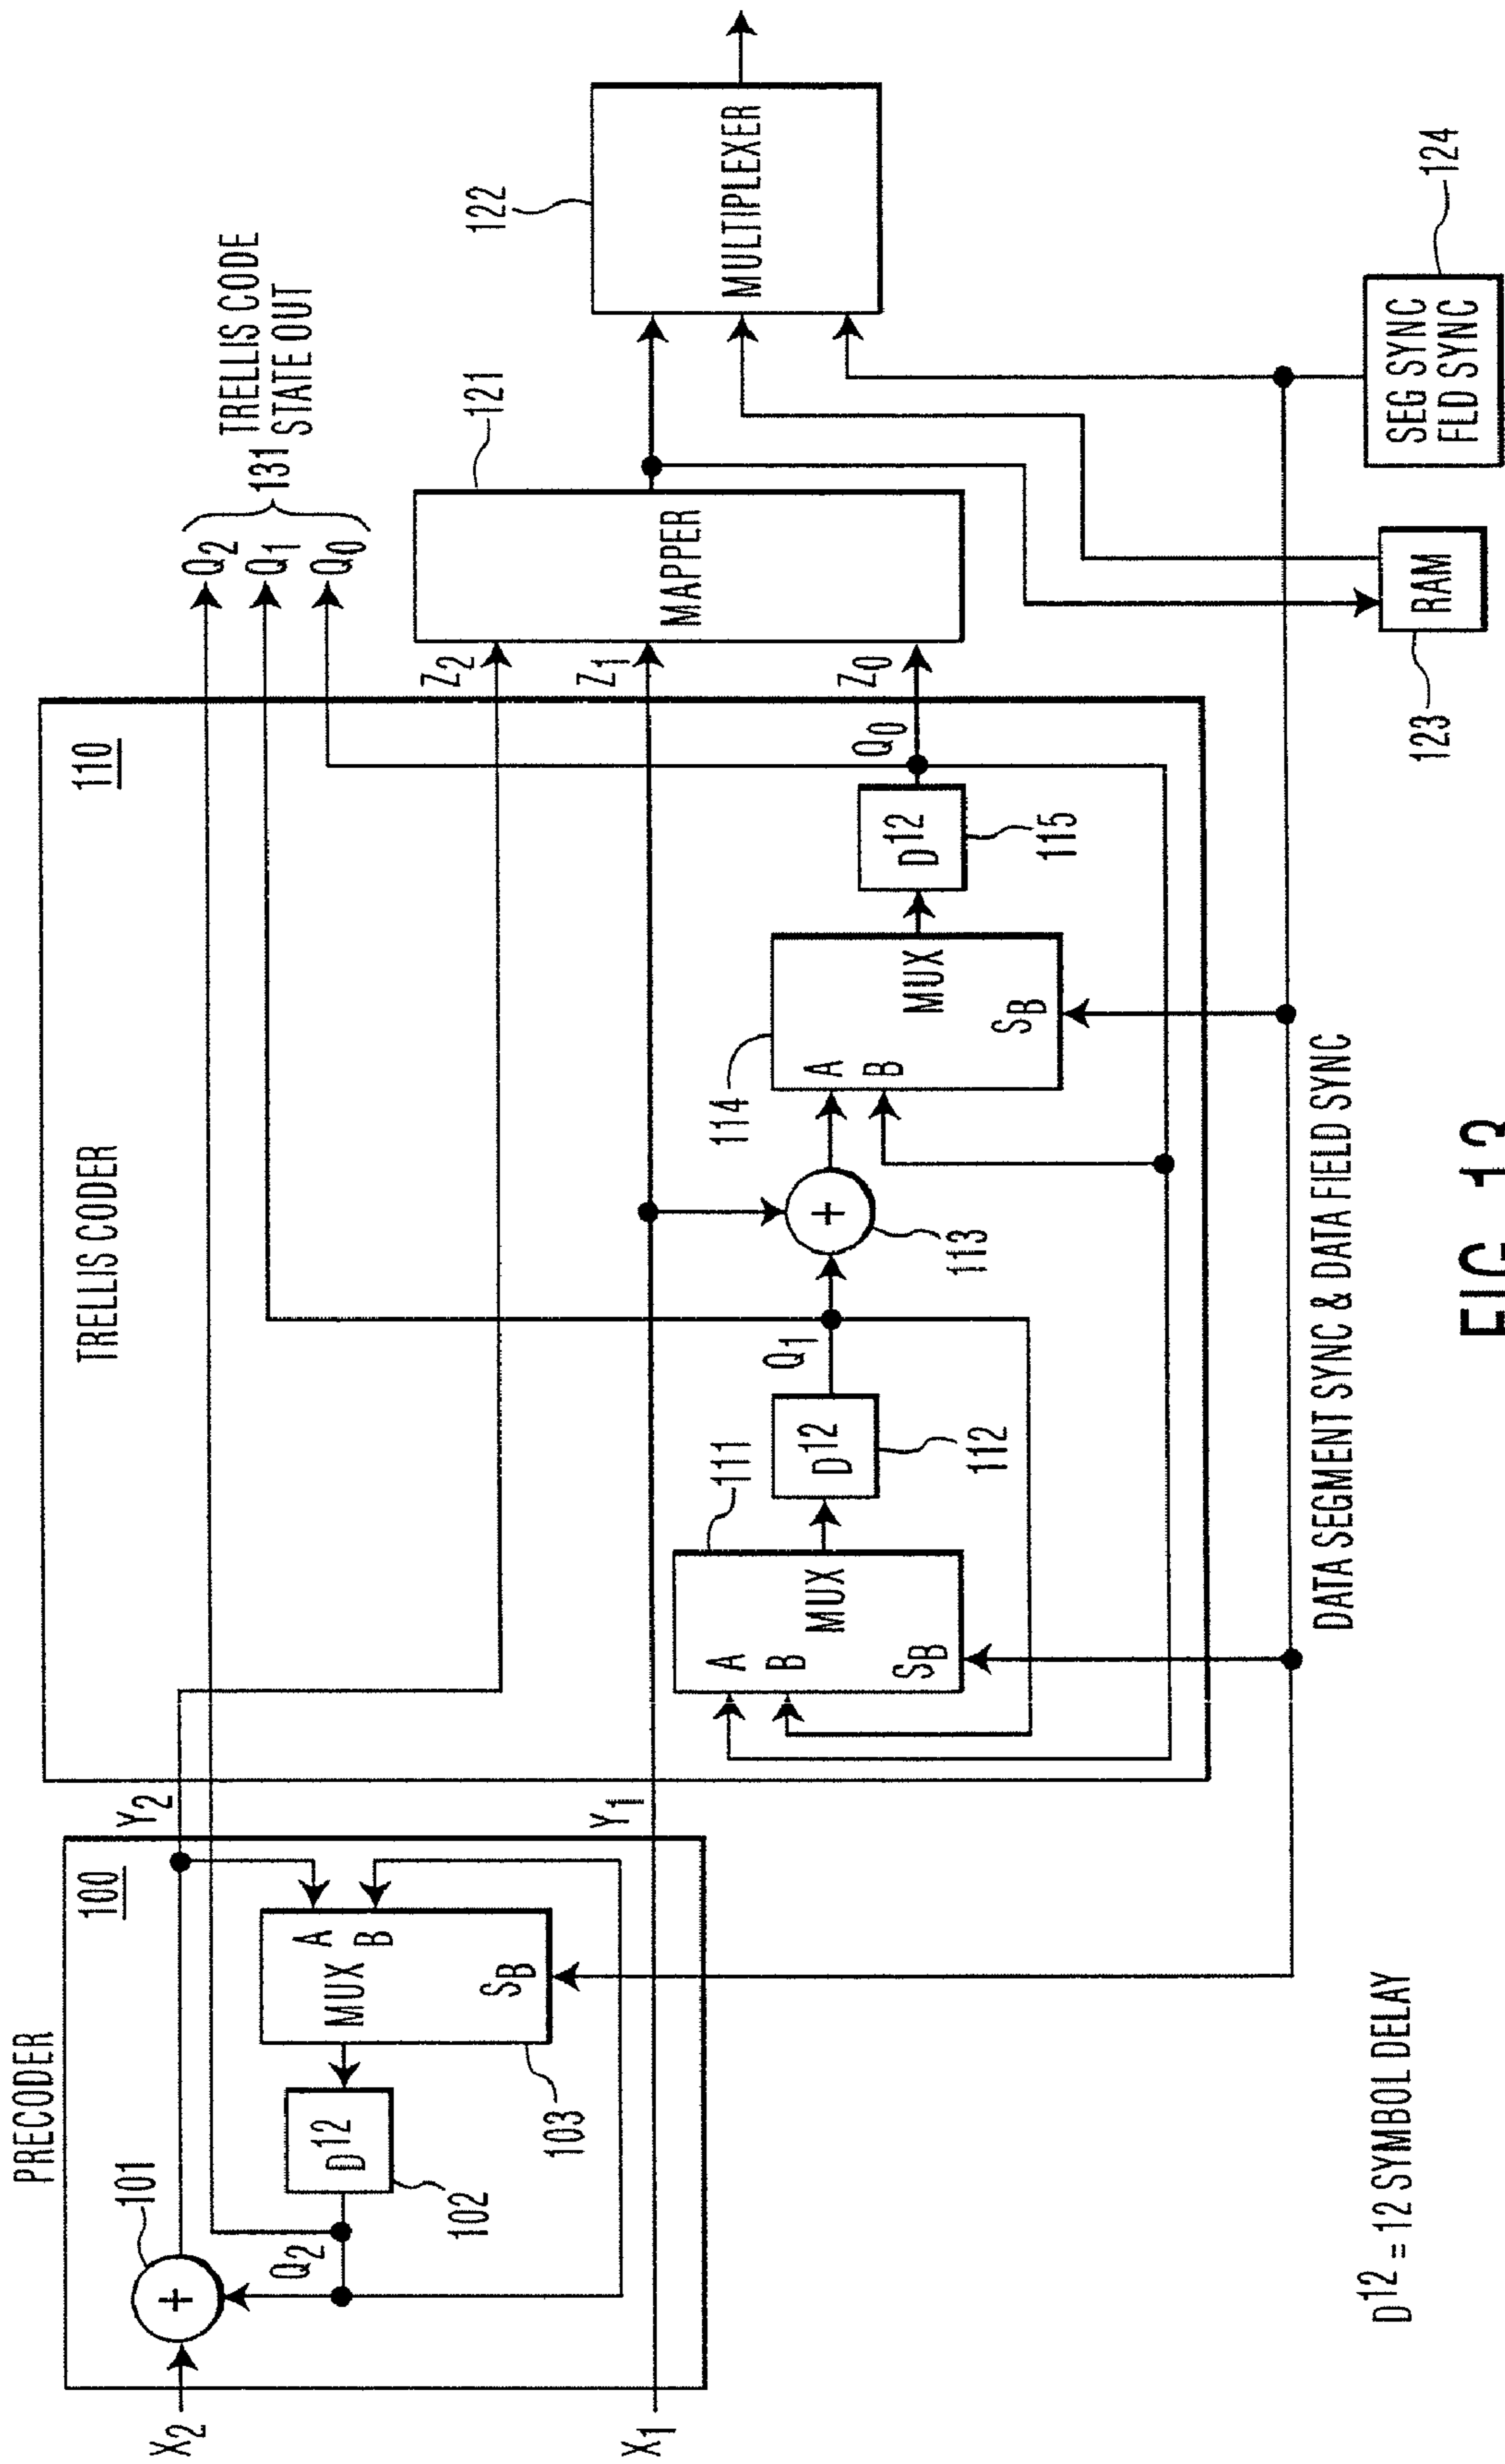 PRECODER
100
X2
101
+
Q2
102
D12
MUX
A
B
SB
103
Y2
X1
Y1
TRELLIS CODER
110
A
B
MUX
SB
111
D12
112
Q1
+
113
114
A
B
MUX
SB
D12
115
Q0
Z2
Z1
Z0
Q2
Q1
Q0
131
TRELLIS CODE
STATE OUT
MAPPER
121
MULTIPLEXER
122
RAM
123
SEG SYNC
FLD SYNC
124
DATA SEGMENT SYNC & DATA FIELD SYNC
D12 = 12 SYMBOL DELAY